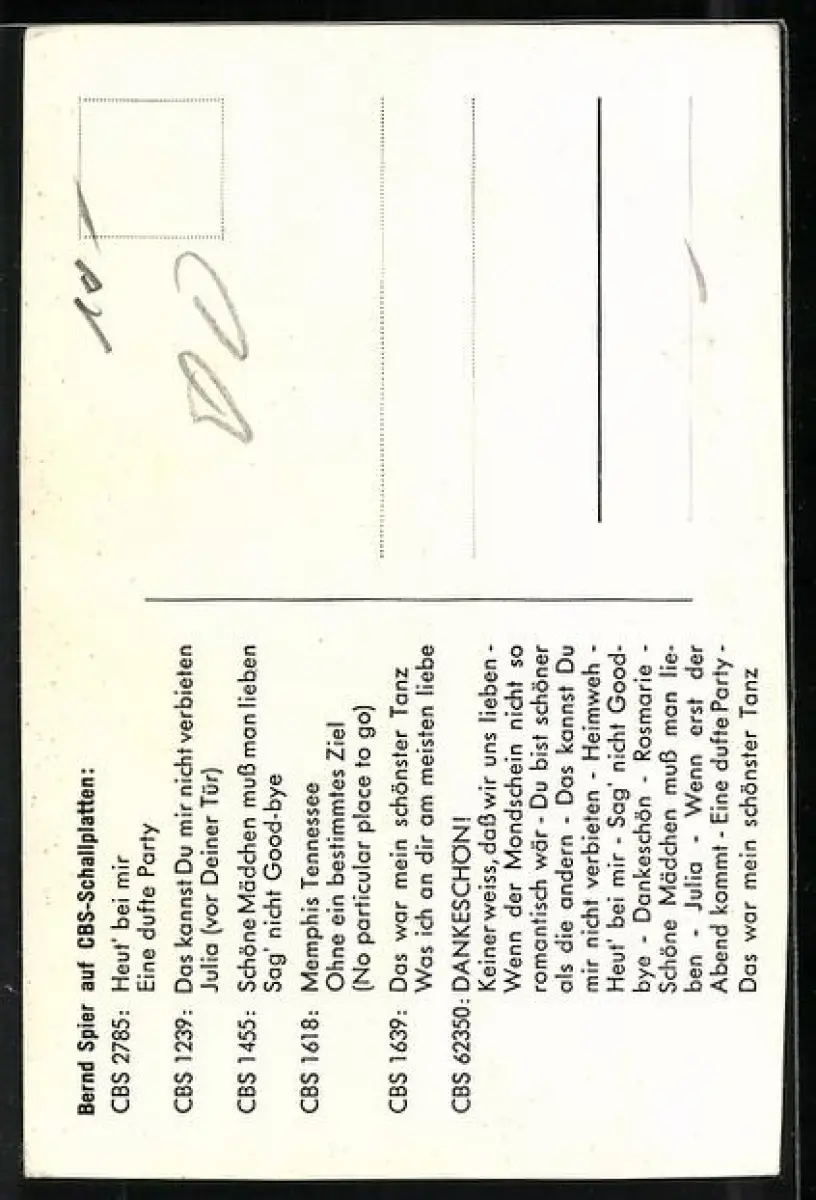 Bernd Spier auf CBS-Schallplatten:
CBS 2785: Heut' bei mir
Eine dufte Party
CBS 1239: Das kannst Du mir nicht verbieten
Julia (vor Deiner Tür)
CBS 1455: Schöne Mädchen muß man lieben
Sag' nicht Good-bye
CBS 1618: Memphis Tennessee
Ohne ein bestimmtes Ziel
(No particular place to go)
CBS 1639: Das war mein schönster Tanz
Was ich an dir am meisten liebe
CBS 62350: DANKESCHÖN!
Keiner weiss, daß wir uns lieben -
Wenn der Mondschein nicht so
romantisch wär - Du bist schöner
als die andern - Das kannst Du
mir nicht verbieten - Heimweh -
Heut' bei mir - Sag' nicht Good-
bye - Dankeschön - Rosmarie -
Schöne Mädchen muß man lie-
ben - Julia - Wenn erst der
Abend kommt - Eine dufte Party -
Das war mein schönster Tanz